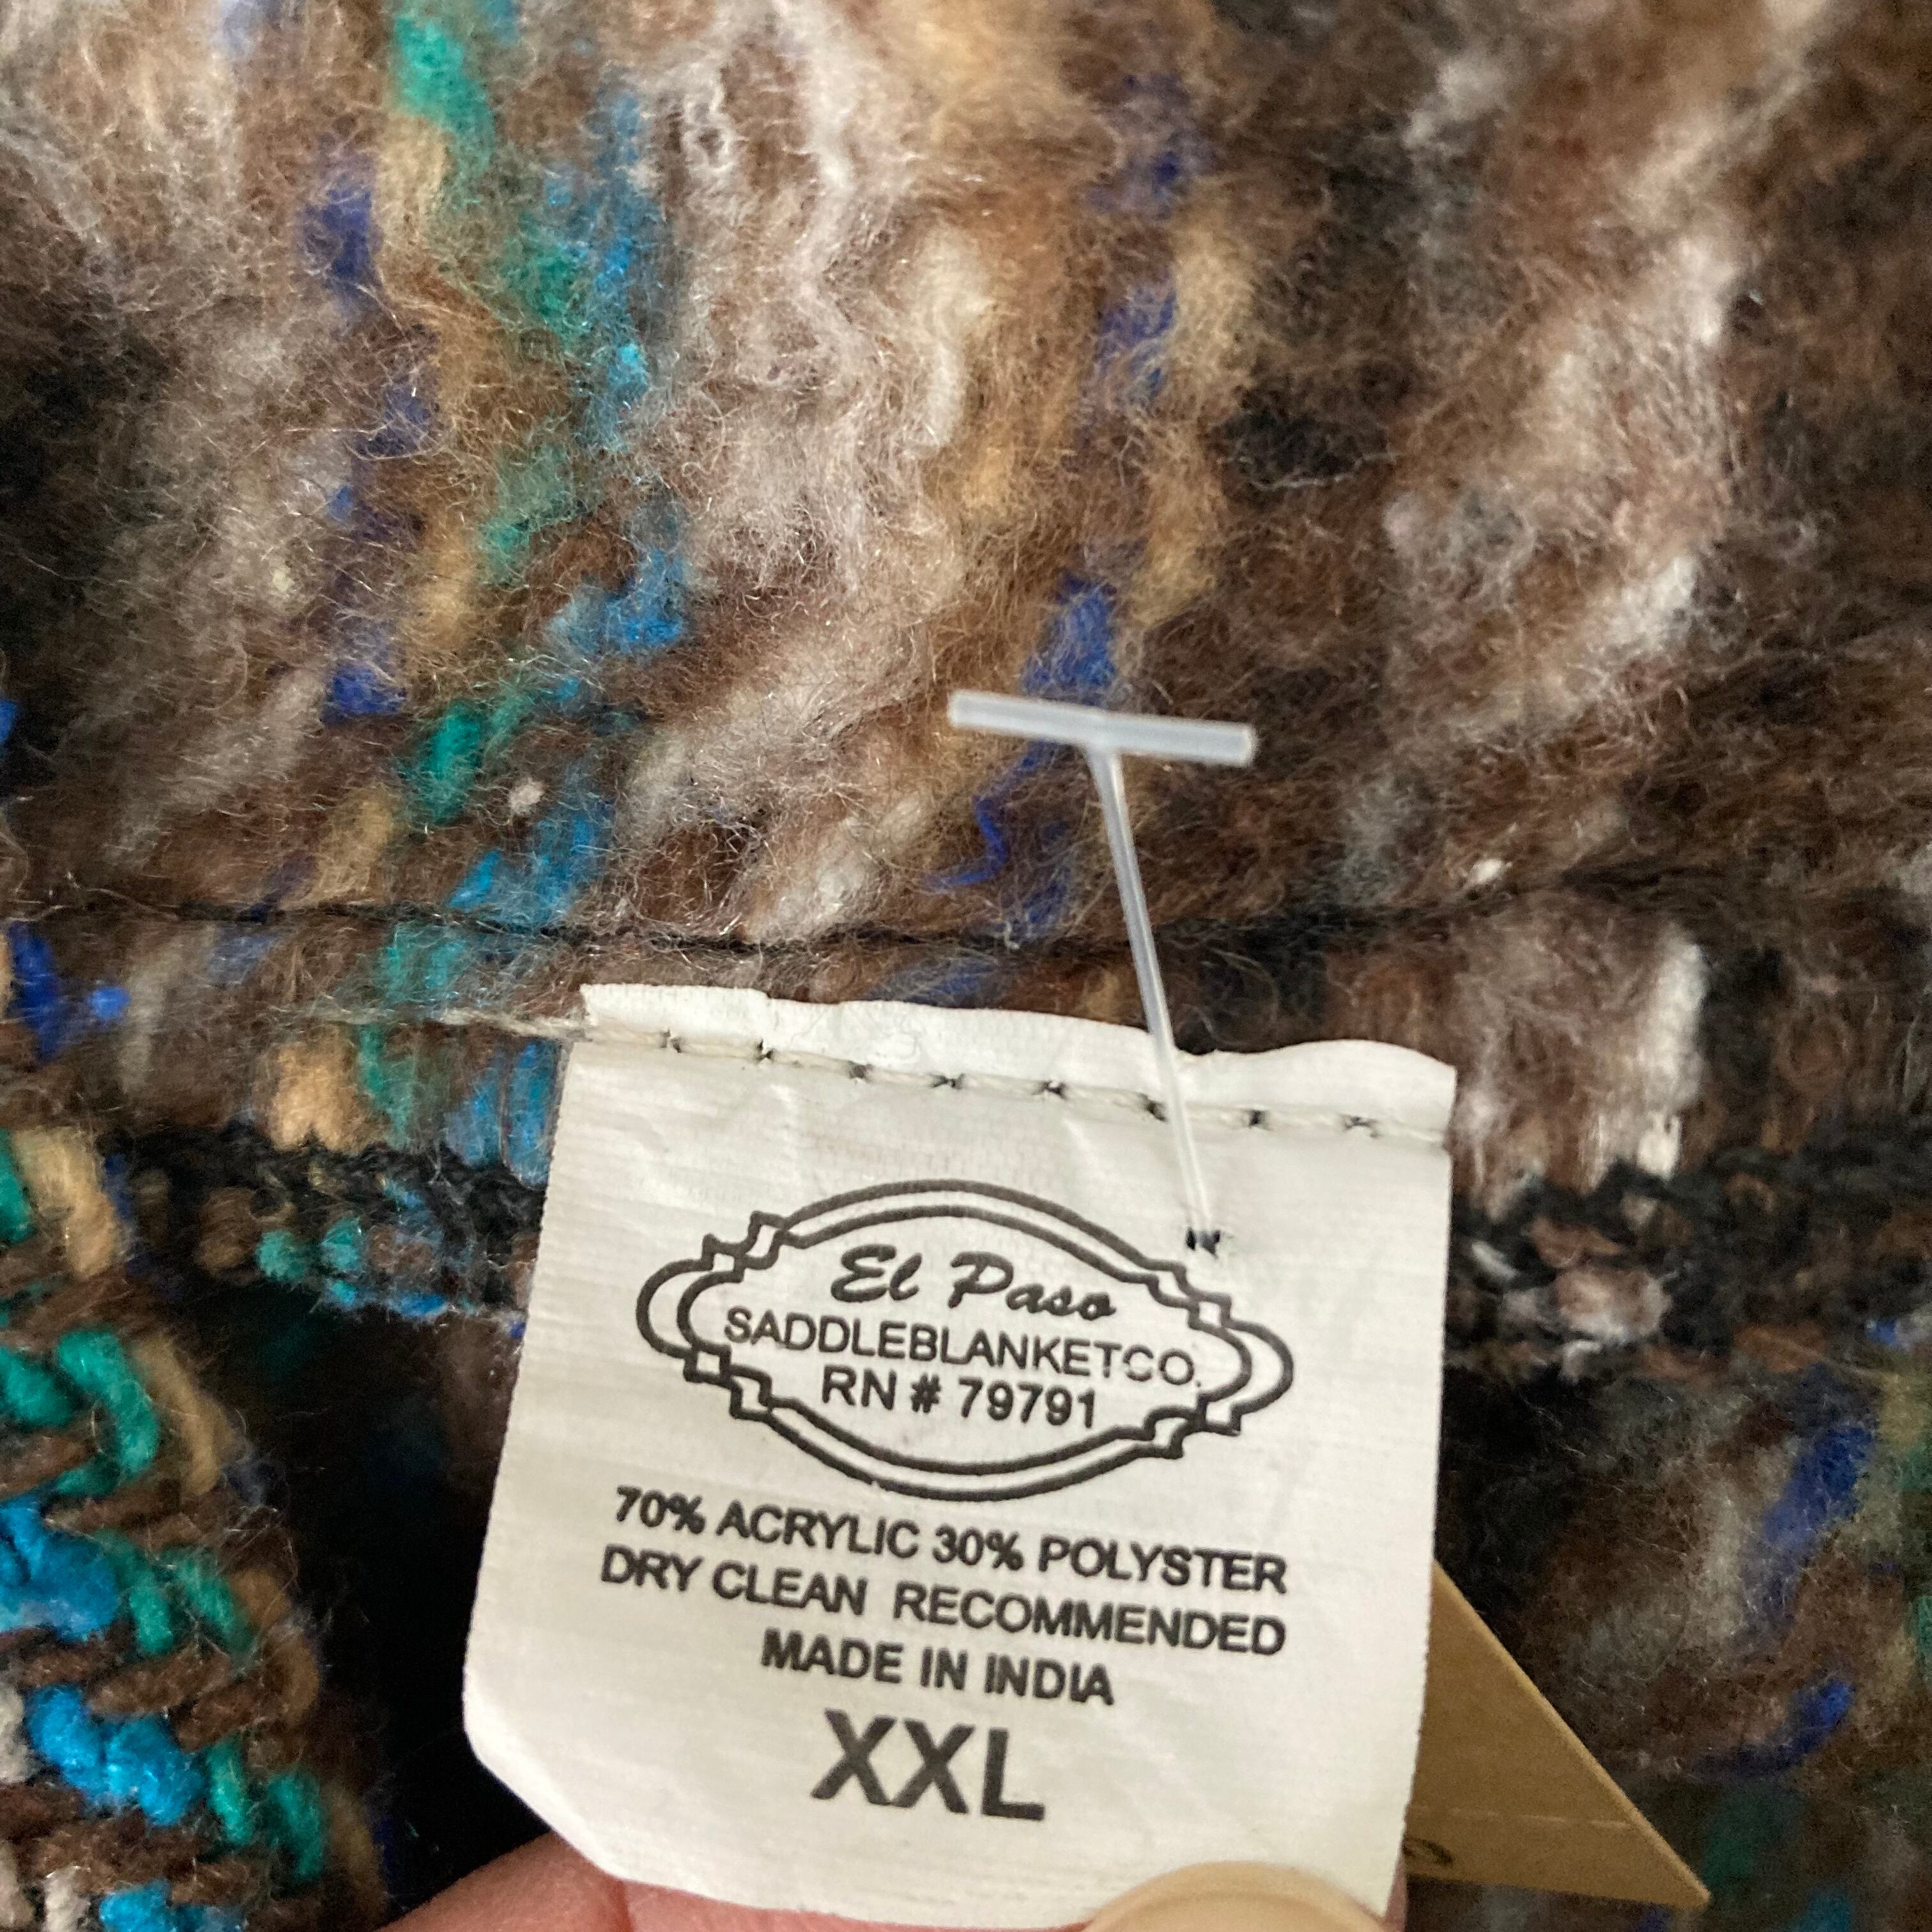 El Paso
SADDLEBLANKETCO.
RN # 79791
70% ACRYLIC 30% POLYSTER
DRY CLEAN RECOMMENDED
MADE IN INDIA
XXL